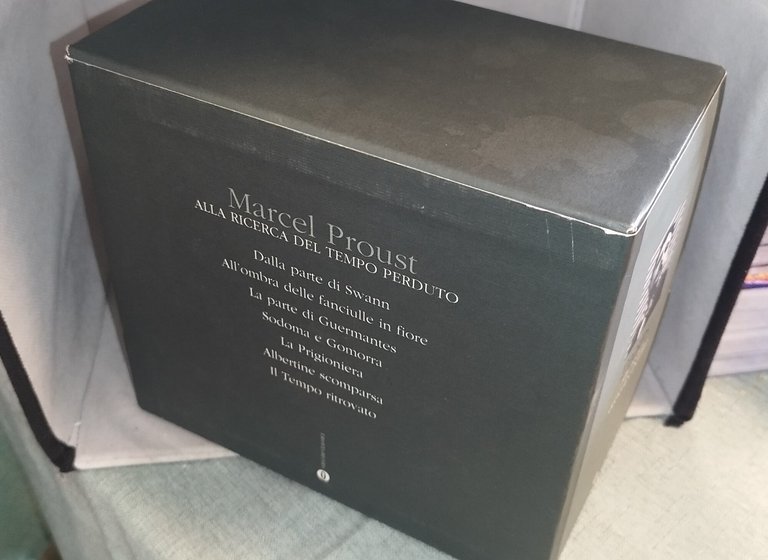 Marcel Proust
ALLA RICERCA DEL TEMPO PERDUTO
Dalla parte di Swann
All'ombra delle fanciulle in fiore
La parte di Guermantes
Sodoma e Gomorra
La Prigioniera
Albertine scomparsa
Il Tempo ritrovato